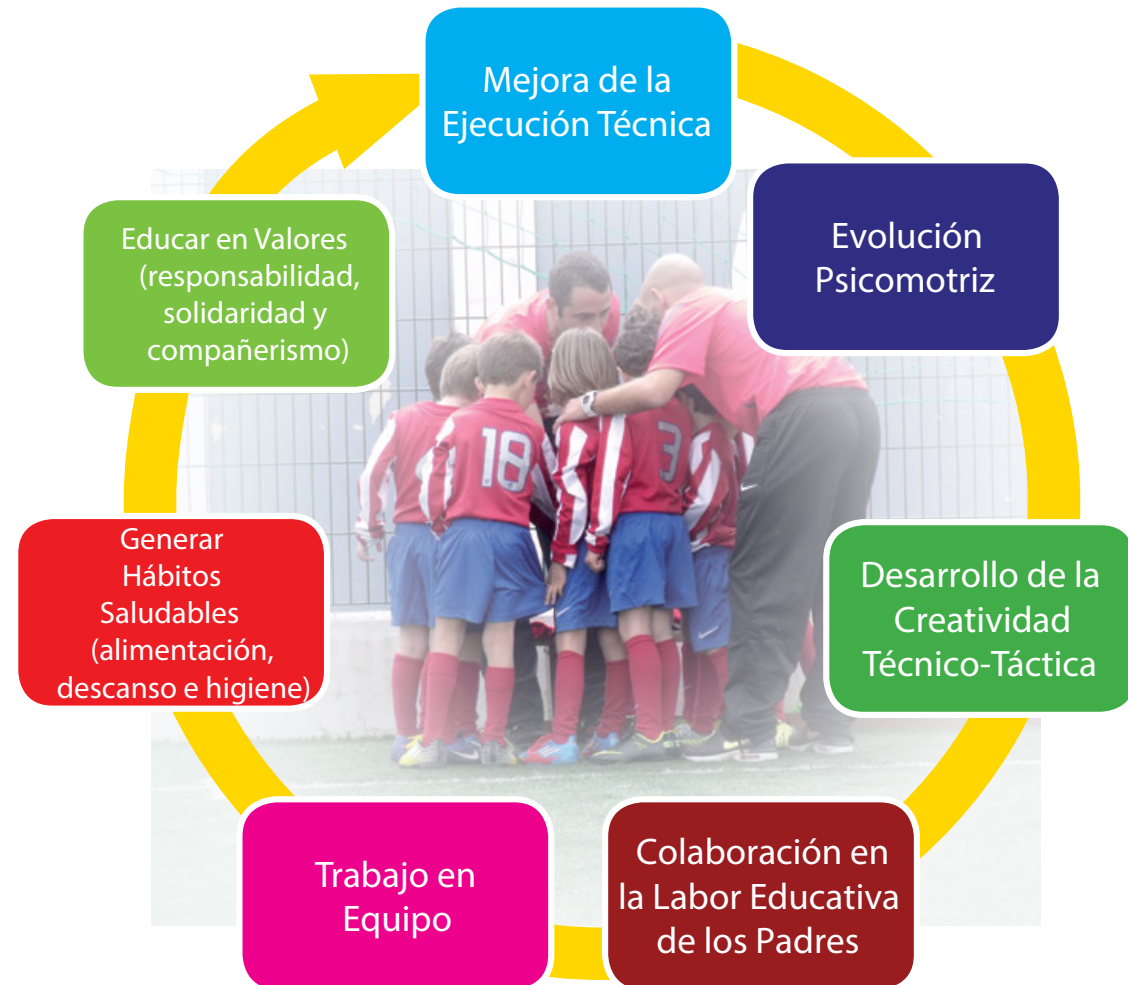 Mejora de la
Ejecución Técnica
Evolución
Psicomotriz
Desarrollo de la
Creatividad
Técnico-Táctica
Colaboración en
la Labor Educativa
de los Padres
Trabajo en
Equipo
Generar
Hábitos
Saludables
(alimentación,
descanso e higiene)
Educar en Valores
(responsabilidad,
solidaridad y
compañerismo)
18
3